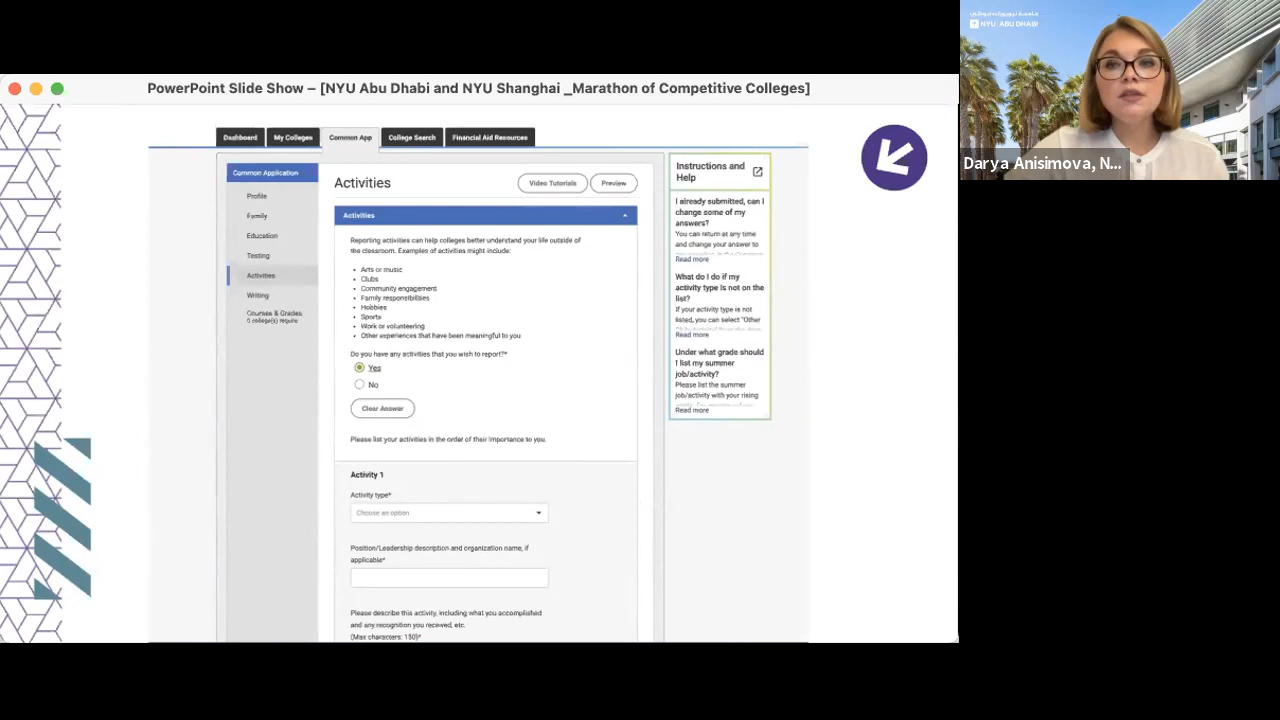 PowerPoint Slide Show – [NYU Abu Dhabi and NYU Shanghai _Marathon of Competitive Colleges]
Dashboard
My Colleges
Common App
College Search
Financial Aid Resources
Common Application
Profile
Family
Education
Testing
Activities
Writing
Courses & Grades
Activities
Video Tutorials
Preview
Activities
Reporting activities can help colleges better understand your life outside of
the classroom. Examples of activities might include:
• Arts or music
• Clubs
• Community engagement
• Family responsibilities
• Hobbies
• Sports
• Work or volunteering
• Other experiences that have been meaningful to you
Do you have any activities that you wish to report?*
Yes
No
Clear Answer
Please list your activities in the order of their importance to you.
Activity 1
Activity type*
Choose an option
Position/Leadership description and organization name, if
applicable*
Please describe this activity, including what you accomplished
and any recognition you received, etc.
(Max characters: 150)*
Instructions and
Help
I already submitted, can I
change some of my
answers?
You can return at any
time and change your answer to
Read more
What do I do if my
activity type is not on the
list?
If your activity type is not
listed, you can select "Other
Read more
Under what grade should
I list my summer
job/activity?
Please list the summer
job/activity with your rising
Read more
جامعة نيويورك أبوظبي
NYU ABU DHABI
Darya Anisimova, N...